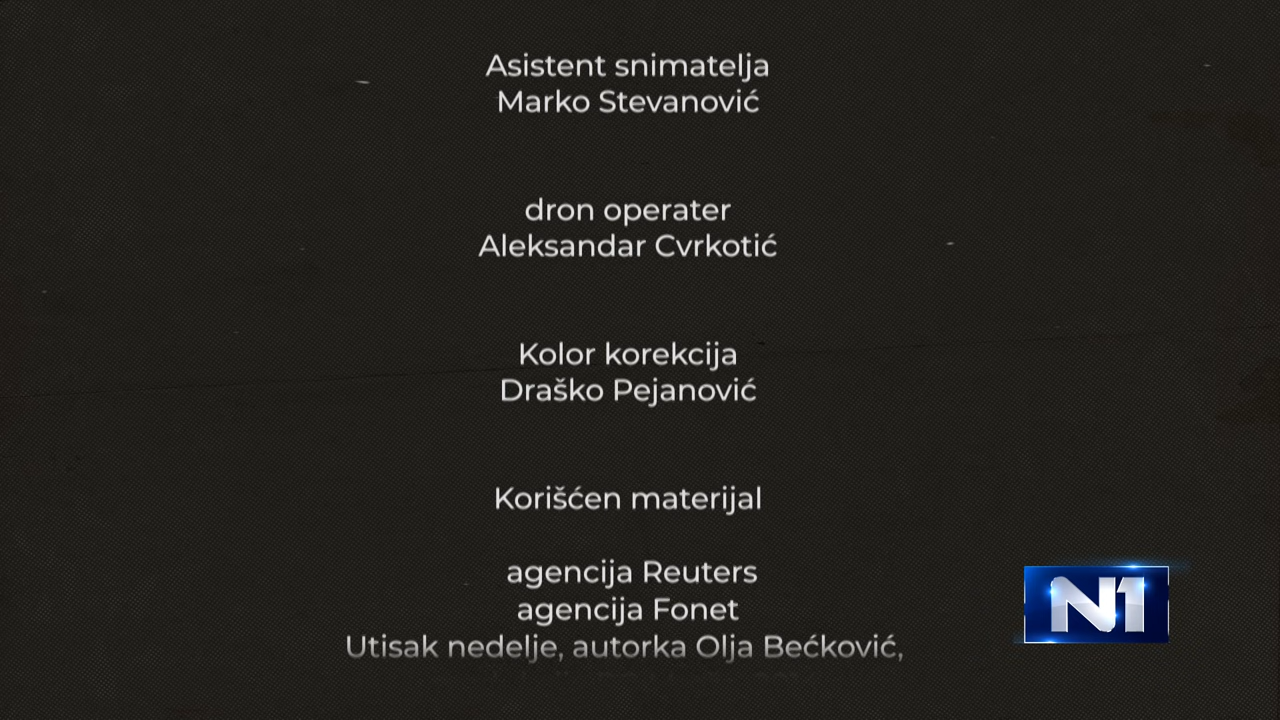 Asistent snimatelja
Marko Stevanović
dron operater
Aleksandar Cvrkotić
Kolor korekcija
Draško Pejanović
Korišćen materijal
agencija Reuters
agencija Fonet
Utisak nedelje, autorka Olja Bećković,
N1